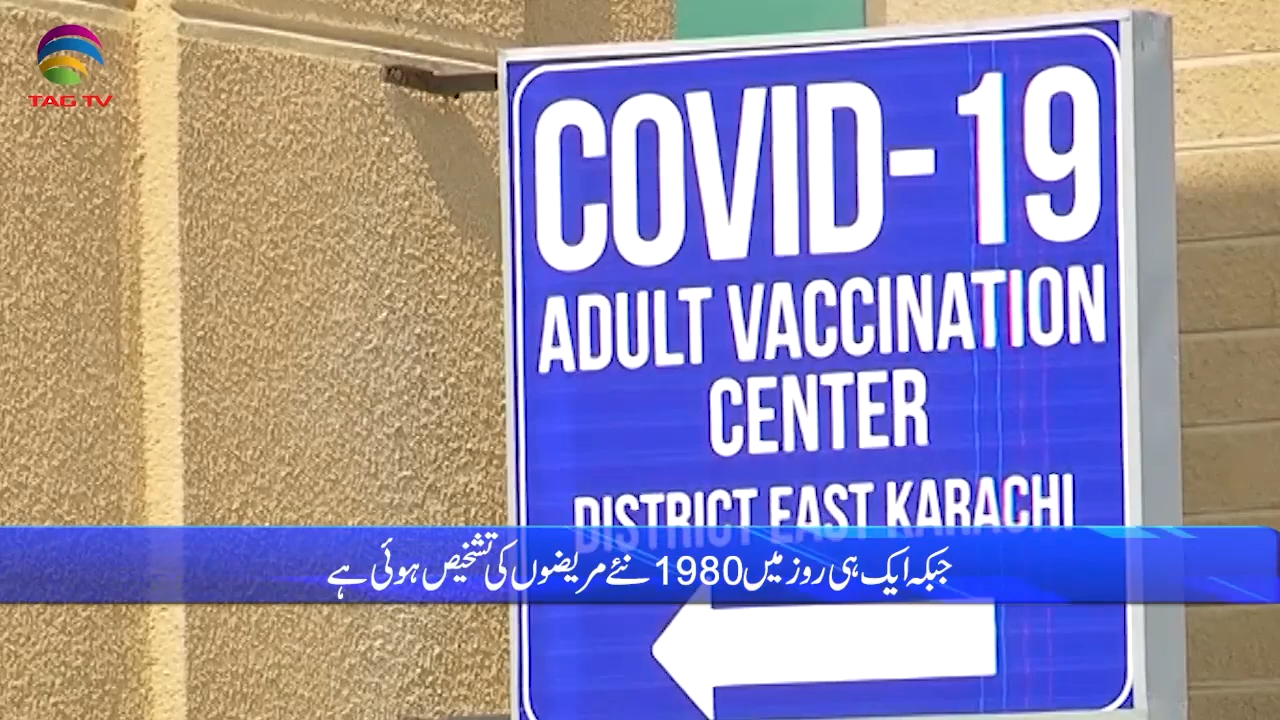 TAG TV
COVID-19
ADULT VACCINATION
CENTER
DISTRICT EAST KARACHI
جبکہ ایک ہی روز میں 1980 نئے مریضوں کی تشخیص ہوئی ہے